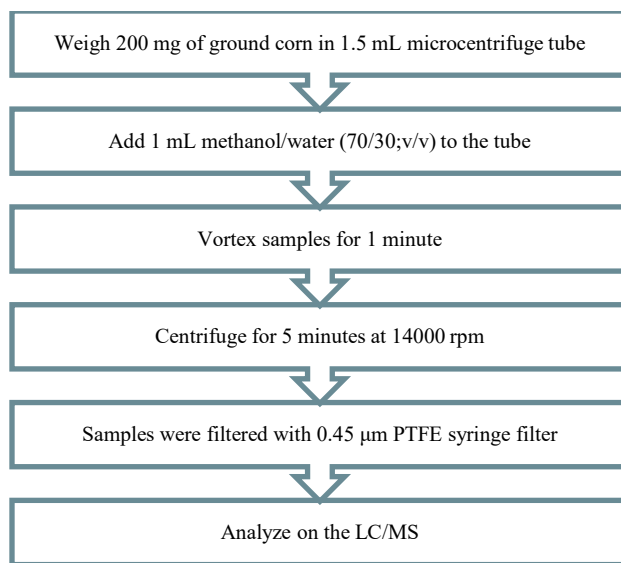 Weigh 200 mg of ground corn in 1.5 mL microcentrifuge tube
Add 1 mL methanol/water (70/30;v/v) to the tube
Vortex samples for 1 minute
Centrifuge for 5 minutes at 14000 rpm
Samples were filtered with 0.45 μm PTFE syringe filter
Analyze on the LC/MS